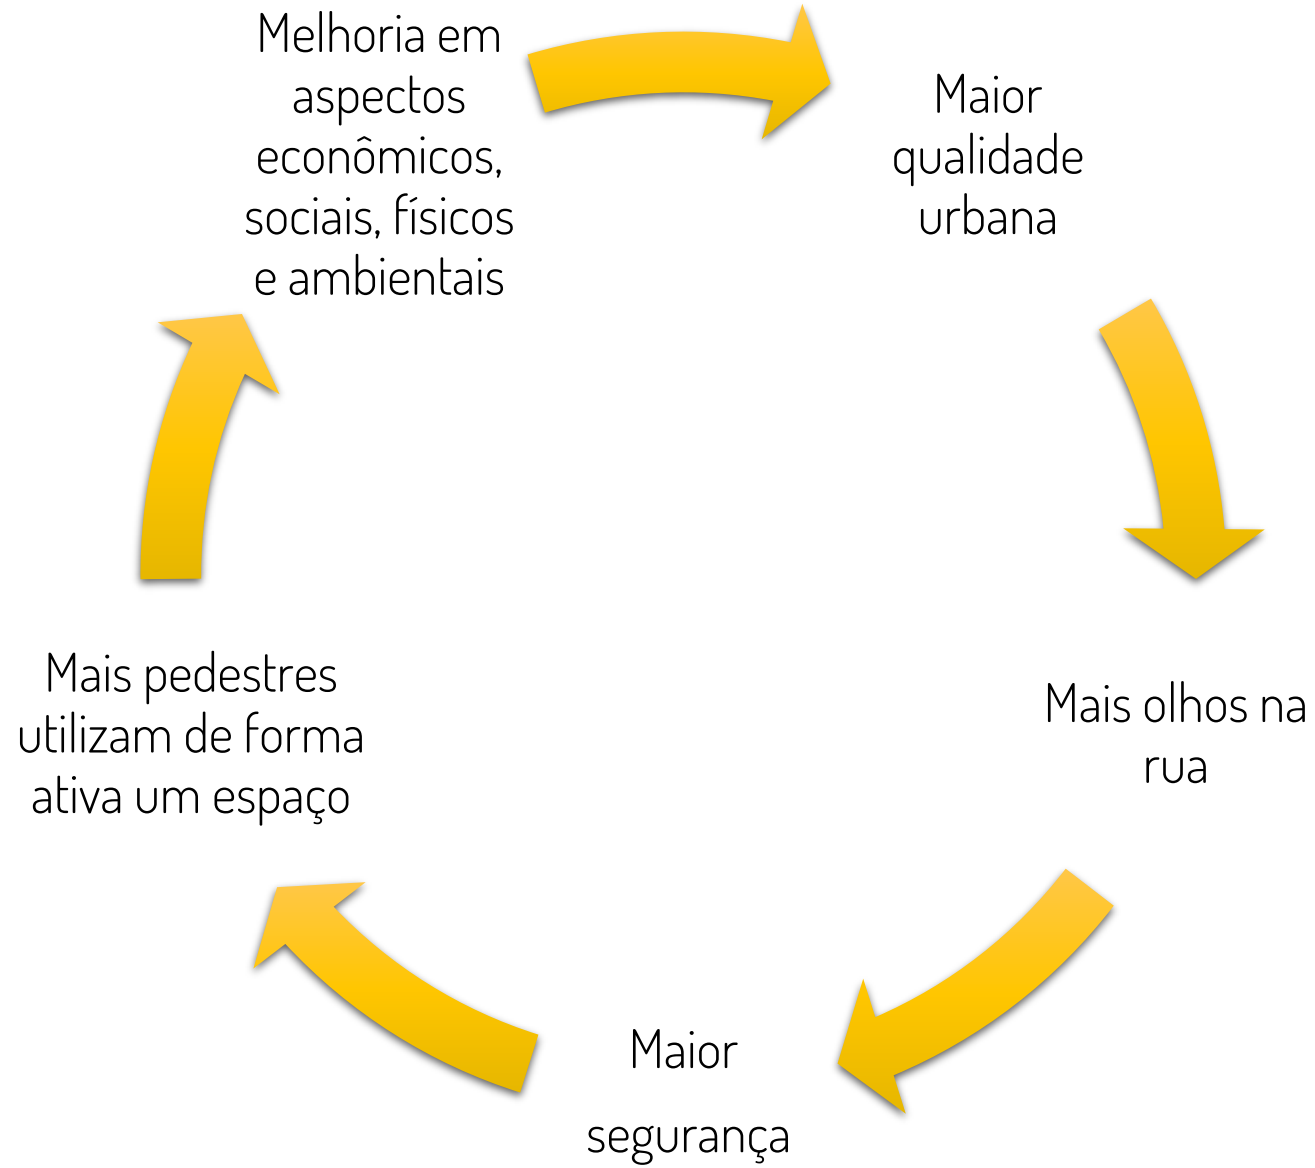 Melhoria em
aspectos
econômicos,
sociais, físicos
e ambientais
Maior
qualidade
urbana
Mais olhos na
rua
Maior
segurança
Mais pedestres
utilizam de forma
ativa um espaço